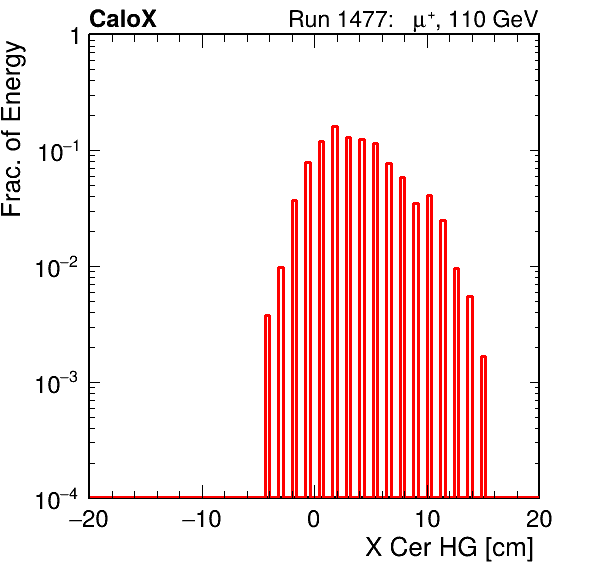 CaloX Run 1477: μ⁺, 110 GeV
Frac. of Energy
1
10⁻¹
10⁻²
10⁻³
10⁻⁴
−20 −10 0 10 20
X Cer HG [cm]